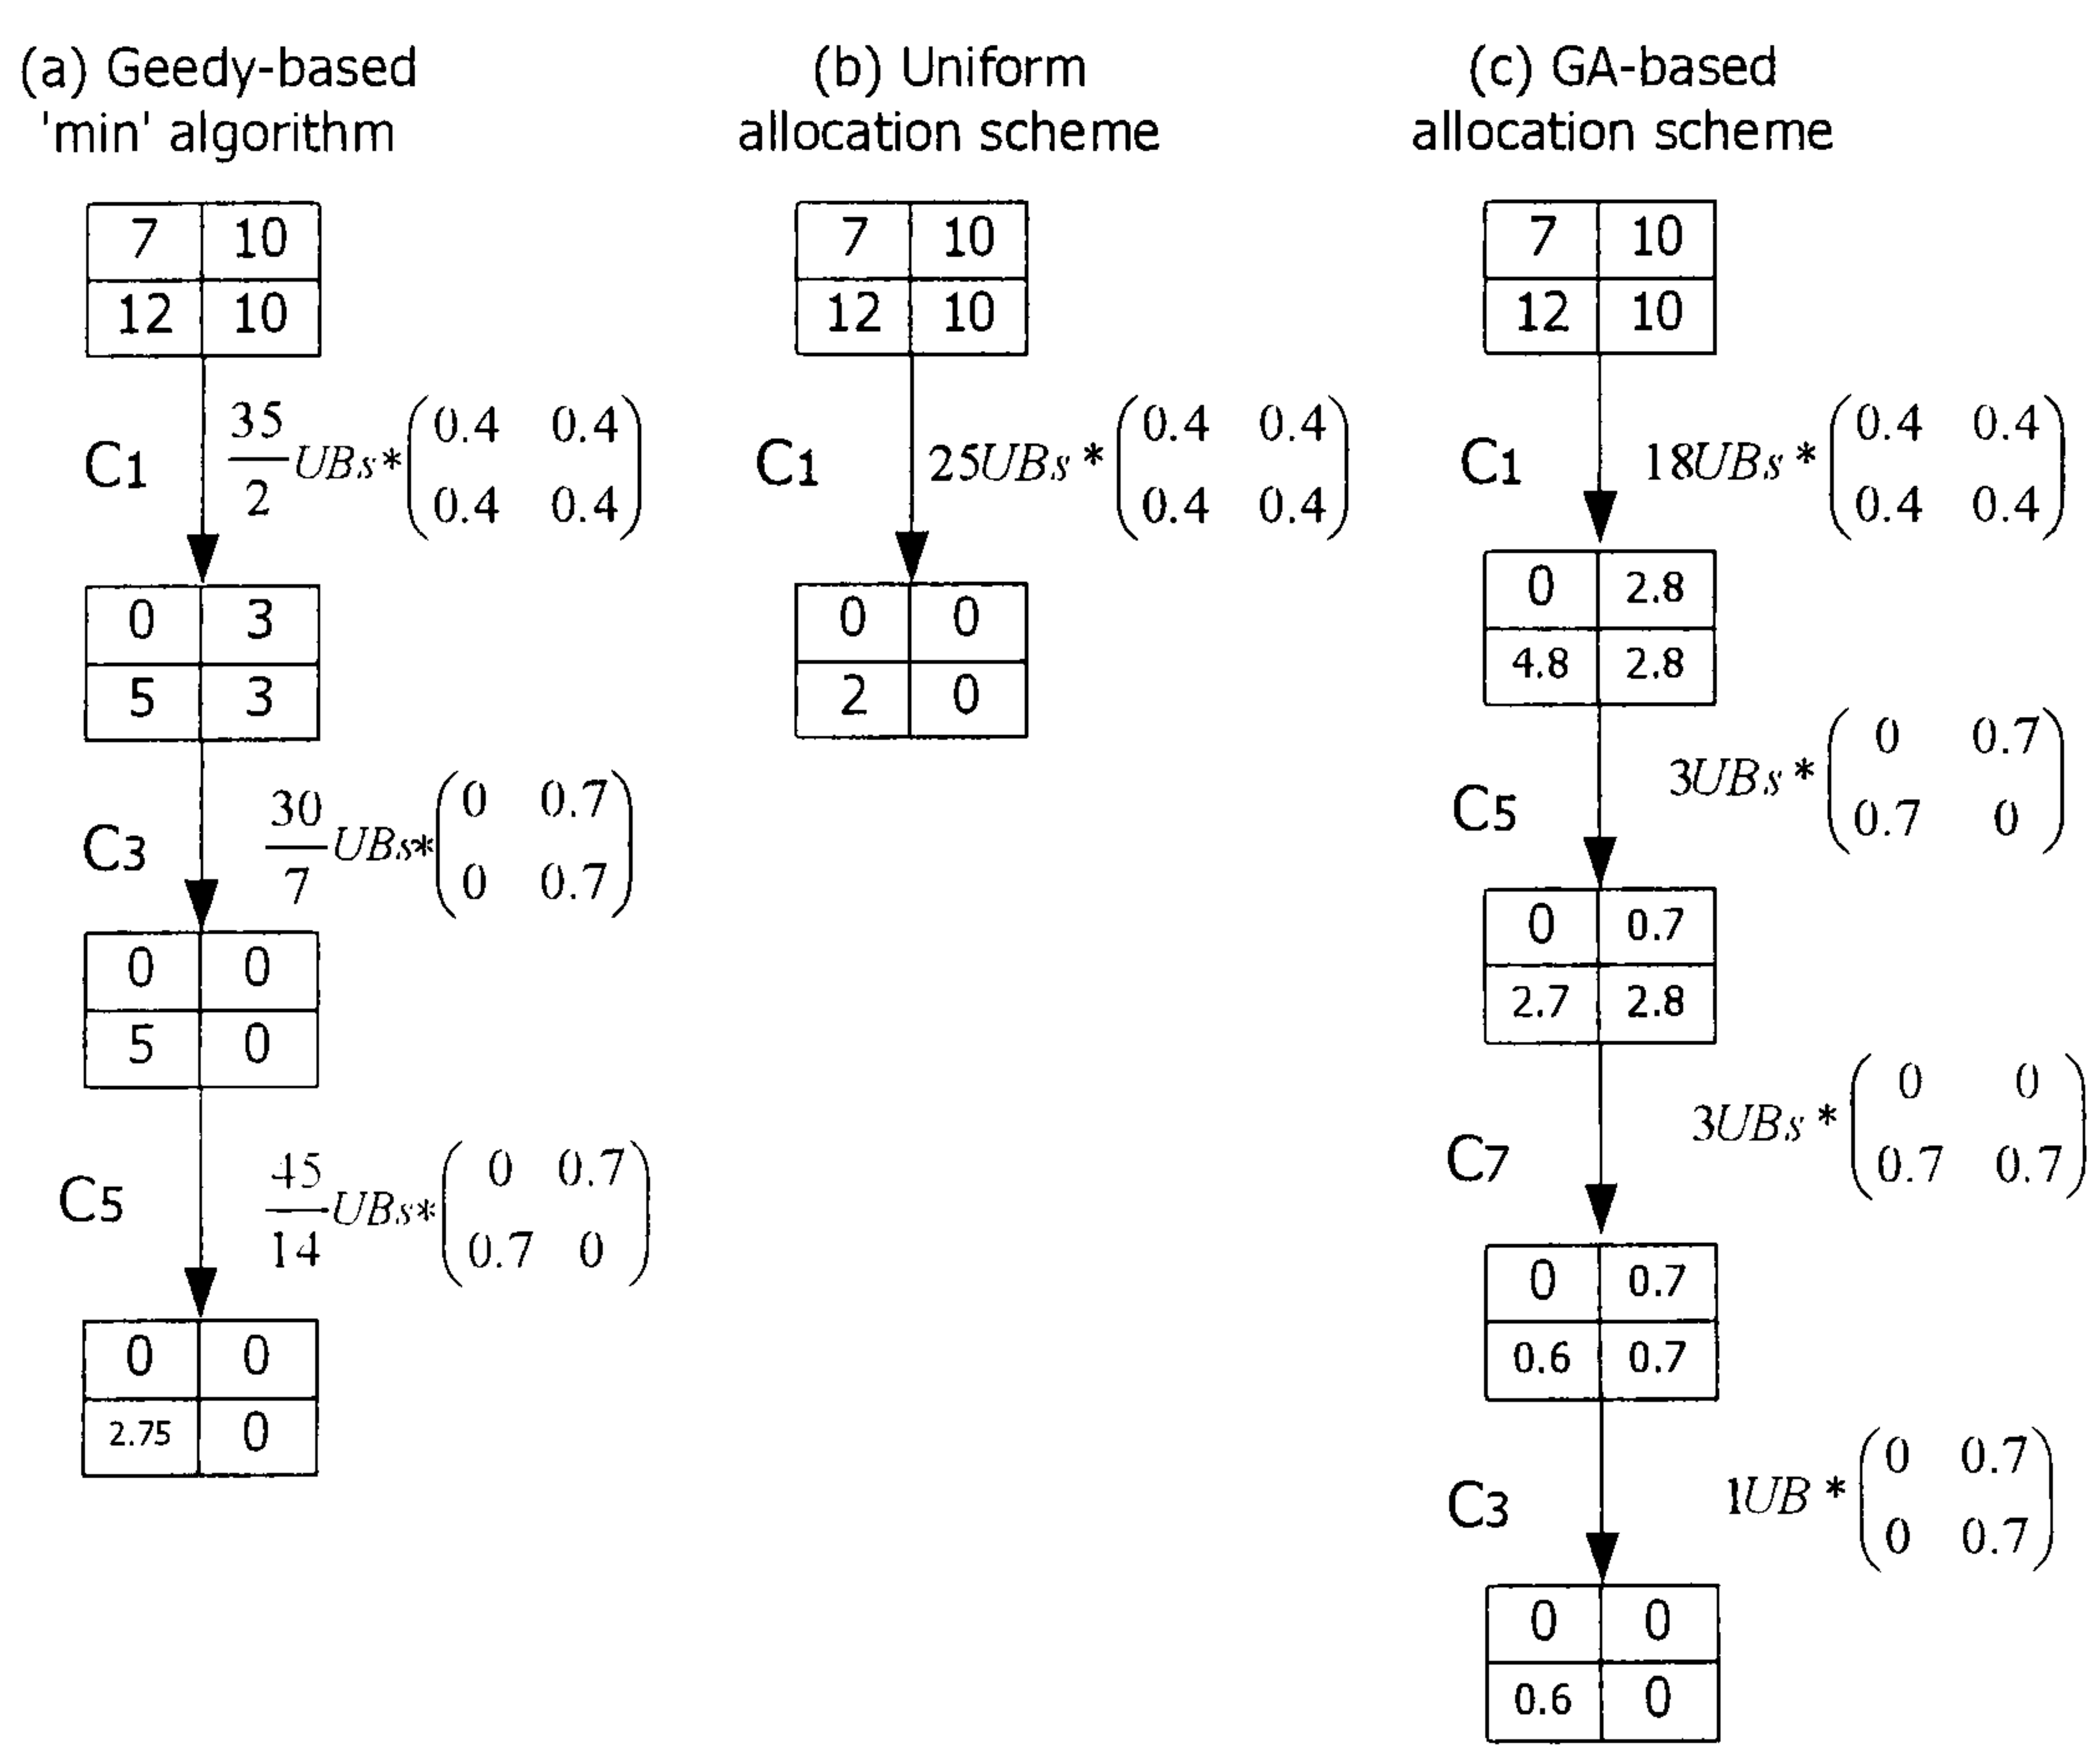 (a) Geedy-based
'min' algorithm
7 10
12 10
C1 35/2 UBs* (0.4 0.4
0.4 0.4)
0 3
5 3
C3 30/7 UBs* (0 0.7
0 0.7)
0 0
5 0
C5 45/14 UBs* (0 0.7
0.7 0)
0 0
2.75 0
(b) Uniform
allocation scheme
7 10
12 10
C1 25UBs * (0.4 0.4
0.4 0.4)
0 0
2 0
(c) GA-based
allocation scheme
7 10
12 10
C1 18UBs * (0.4 0.4
0.4 0.4)
0 2.8
4.8 2.8
C5 3UBs * (0 0.7
0.7 0)
0 0.7
2.7 2.8
C7 3UBs * (0 0
0.7 0.7)
0 0.7
0.6 0.7
C3 1UB * (0 0.7
0 0.7)
0 0
0.6 0